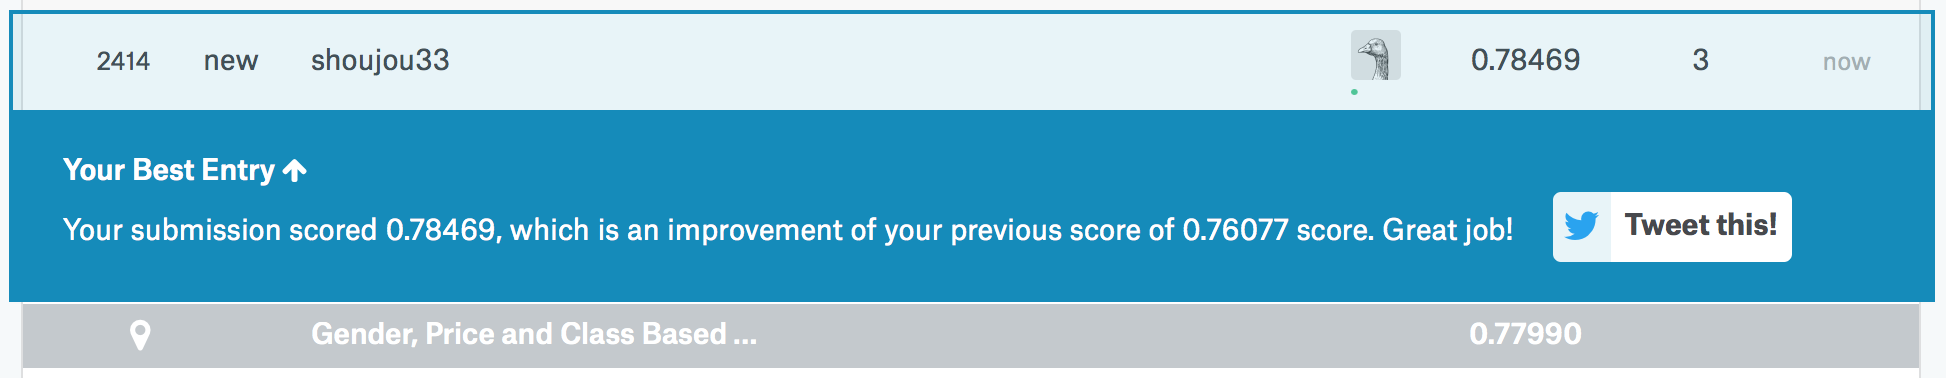 2414 new shoujou33 0.78469 3 now
Your Best Entry
Your submission scored 0.78469, which is an improvement of your previous score of 0.76077 score. Great job!
Tweet this!
Gender, Price and Class Based ... 0.77990